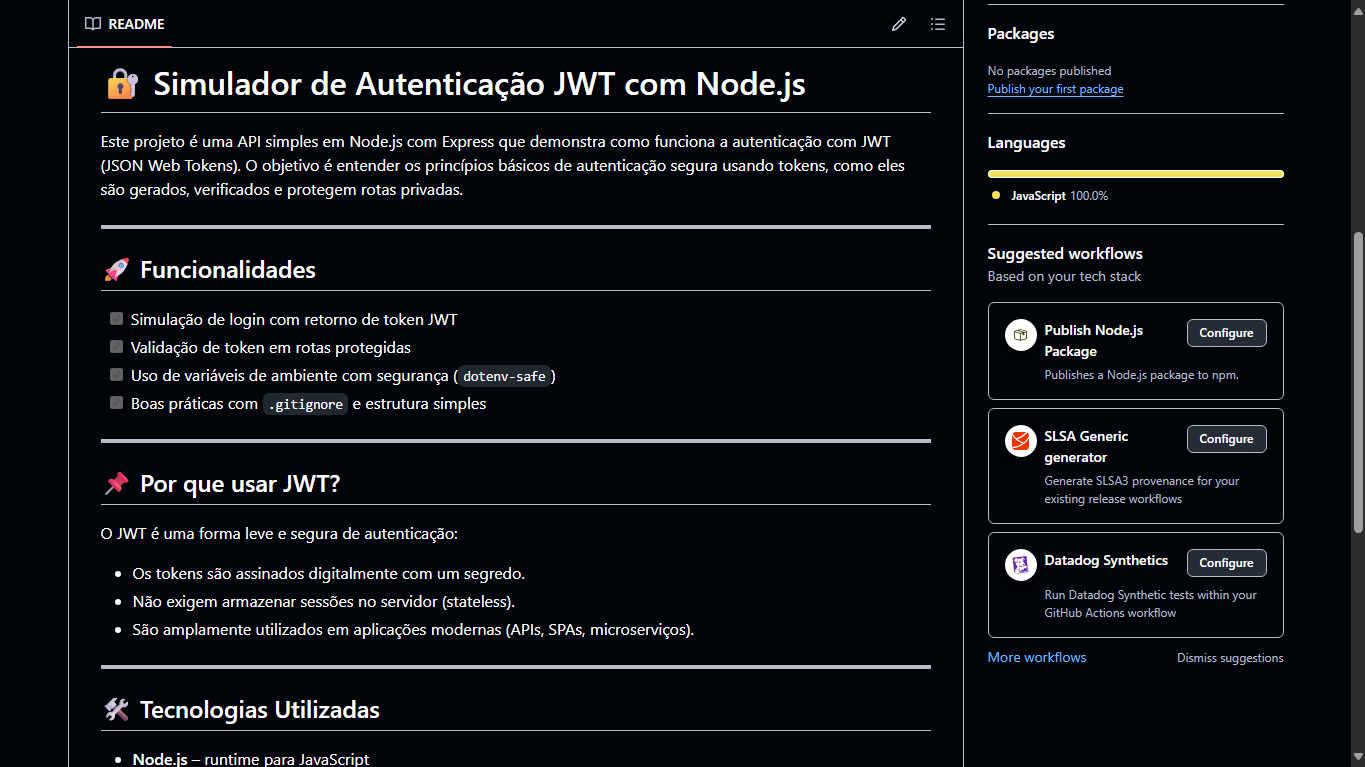 README
Simulador de Autenticação JWT com Node.js
Este projeto é uma API simples em Node.js com Express que demonstra como funciona a autenticação com JWT
(JSON Web Tokens). O objetivo é entender os princípios básicos de autenticação segura usando tokens, como eles
são gerados, verificados e protegem rotas privadas.
Funcionalidades
Simulação de login com retorno de token JWT
Validação de token em rotas protegidas
Uso de variáveis de ambiente com segurança (dotenv-safe)
Boas práticas com .gitignore e estrutura simples
Por que usar JWT?
O JWT é uma forma leve e segura de autenticação:
Os tokens são assinados digitalmente com um segredo.
Não exigem armazenar sessões no servidor (stateless).
São amplamente utilizados em aplicações modernas (APIs, SPAs, microserviços).
Tecnologias Utilizadas
Node.js – runtime para JavaScript
Packages
No packages published
Publish your first package
Languages
JavaScript 100.0%
Suggested workflows
Based on your tech stack
Publish Node.js
Package
Configure
Publishes a Node.js package to npm.
SLSA Generic
generator
Configure
Generate SLSA3 provenance for your
existing release workflows
Datadog Synthetics
Configure
Run Datadog Synthetic tests within your
GitHub Actions workflow
More workflows
Dismiss suggestions